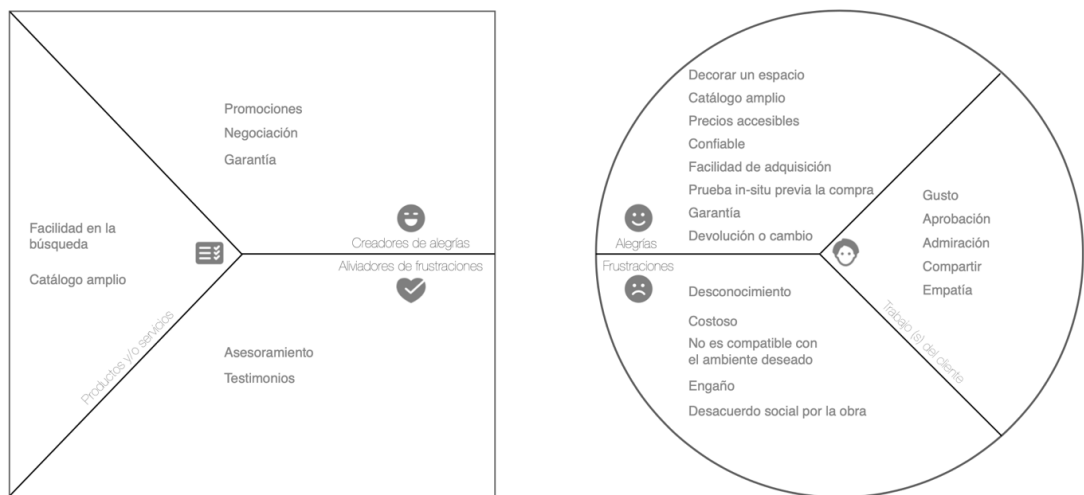 Promociones
Negociación
Garantía
Facilidad en la
búsqueda
Catálogo amplio
Creadores de alegrías
Aliviadores de frustraciones
Productos y/o servicios
Asesoramiento
Testimonios
Decorar un espacio
Catálogo amplio
Precios accesibles
Confiable
Facilidad de adquisición
Prueba in-situ previa la compra
Garantía
Devolución o cambio
Alegrías
Frustraciones
Desconocimiento
Costoso
No es compatible con
el ambiente deseado
Engaño
Desacuerdo social por la obra
Gusto
Aprobación
Admiración
Compartir
Empatía
Trabajo (s) del cliente